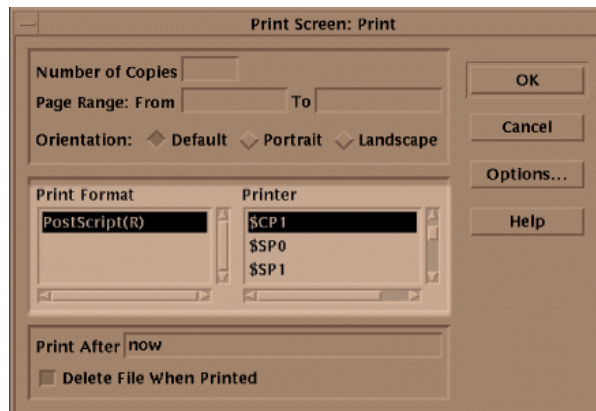 Print Screen: Print
Number of Copies
Page Range: From To
Orientation: Default Portrait Landscape
OK
Cancel
Options...
Help
Print Format
PostScript(R)
Printer
$CP1
$SP0
$SP1
Print After now
Delete File When Printed